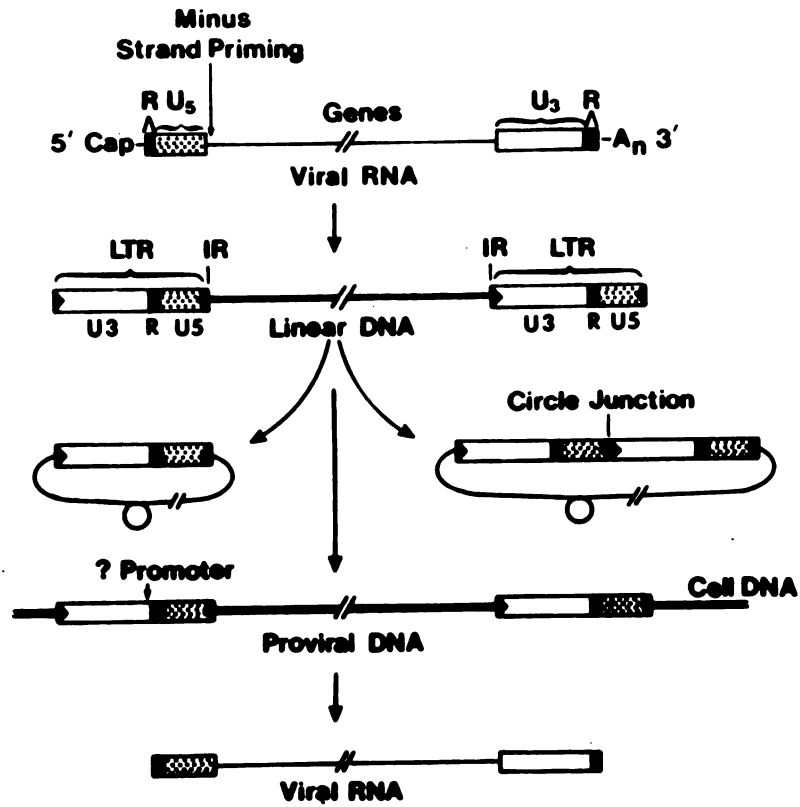 Minus
Strand Priming
R U5 Genes U3 R
5' Cap- -An 3'
Viral RNA
LTR IR IR LTR
U3 R U5 Linear DNA U3 R U5
Circle Junction
? Promoter
Cell DNA
Proviral DNA
Viral RNA